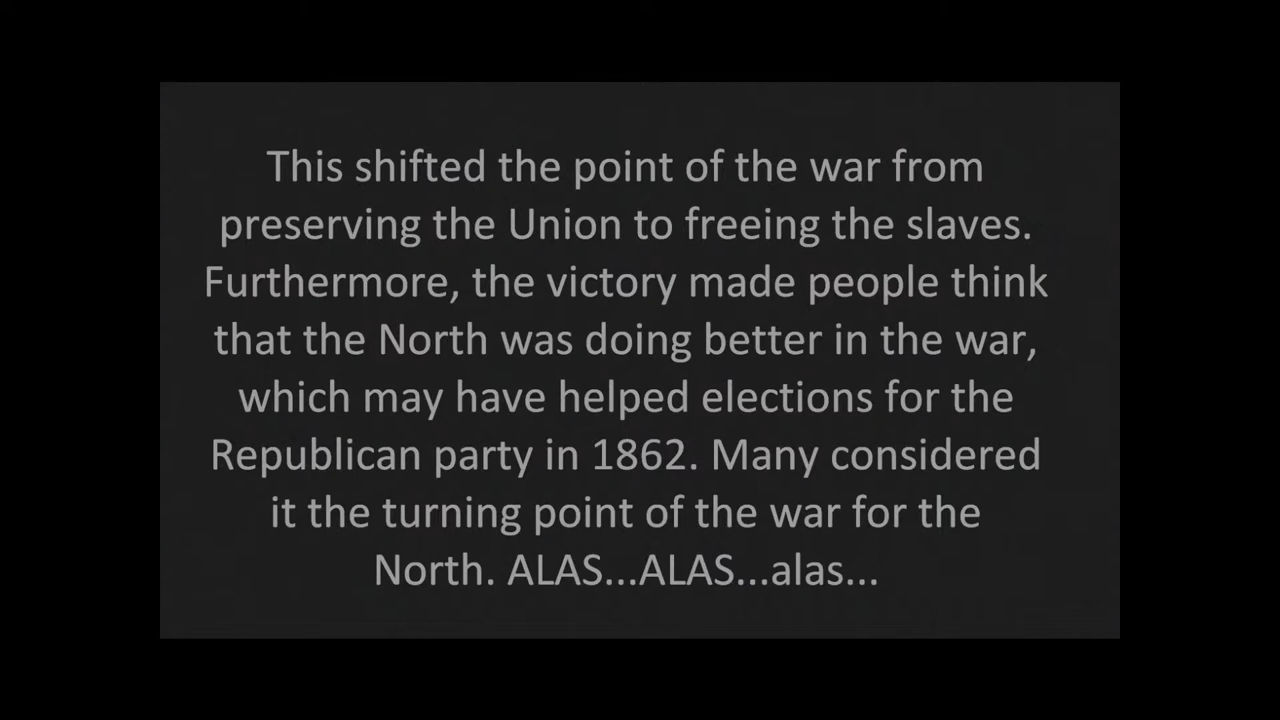 This shifted the point of the war from
preserving the Union to freeing the slaves.
Furthermore, the victory made people think
that the North was doing better in the war,
which may have helped elections for the
Republican party in 1862. Many considered
it the turning point of the war for the
North. ALAS...ALAS...alas...